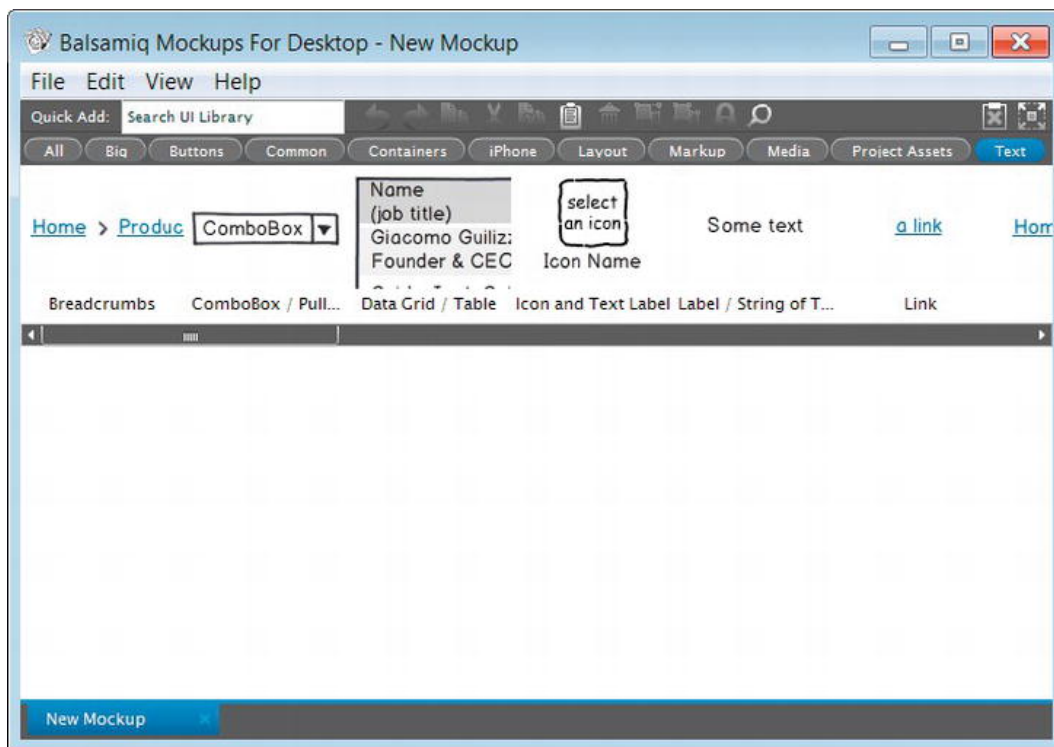 Balsamiq Mockups For Desktop - New Mockup
File Edit View Help
Quick Add: Search UI Library
All Big Buttons Common Containers iPhone Layout Markup Media Project Assets Text
Name
(job title)
Giacomo Guilizz
Founder & CEO
select
an icon
Home > Produc ComboBox Some text a link Hom
Icon Name
Breadcrumbs ComboBox / Pull... Data Grid / Table Icon and Text Label Label / String of T... Link
New Mockup